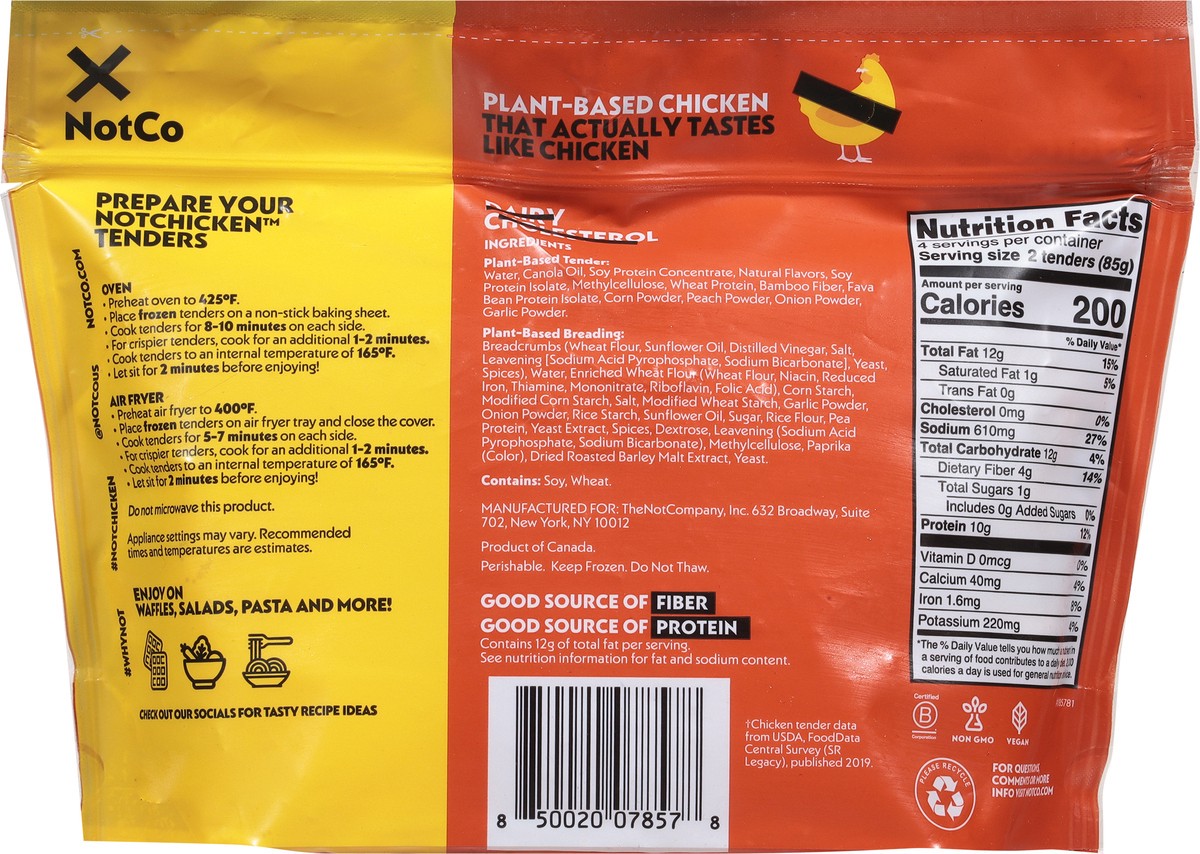 NotCo
PREPARE YOUR
NOTCHICKEN™
TENDERS
OVEN
• Preheat oven to 425°F.
• Place frozen tenders on a non-stick baking sheet.
• Cook tenders for 8-10 minutes on each side.
• For crispier tenders, cook for an additional 1-2 minutes.
• Cook tenders to an internal temperature of 165°F.
• Let sit for 2 minutes before enjoying!
AIR FRYER
• Preheat air fryer to 400°F.
• Place frozen tenders on air fryer tray and close the cover.
• Cook tenders for 5-7 minutes on each side.
• For crispier tenders, cook for an additional 1-2 minutes.
• Cook tenders to an internal temperature of 165°F.
• Let sit for 2 minutes before enjoying!
Do not microwave this product.
Appliance settings may vary. Recommended
times and temperatures are estimates.
ENJOY ON
WAFFLES, SALADS, PASTA AND MORE!
CHECK OUT OUR SOCIALS FOR TASTY RECIPE IDEAS
NOTCO.COM
@NOTCOUS
#NOTCHICKEN
#WHYNOT
PLANT-BASED CHICKEN
THAT ACTUALLY TASTES
LIKE CHICKEN
DAIRY
CHOLESTEROL
INGREDIENTS
Plant-Based Tender:
Water, Canola Oil, Soy Protein Concentrate, Natural Flavors, Soy
Protein Isolate, Methylcellulose, Wheat Protein, Bamboo Fiber, Fava
Bean Protein Isolate, Corn Powder, Peach Powder, Onion Powder,
Garlic Powder.
Plant-Based Breading:
Breadcrumbs (Wheat Flour, Sunflower Oil, Distilled Vinegar, Salt,
Leavening [Sodium Acid Pyrophosphate, Sodium Bicarbonate], Yeast,
Spices), Water, Enriched Wheat Flour (Wheat Flour, Niacin, Reduced
Iron, Thiamine, Mononitrate, Riboflavin, Folic Acid), Corn Starch,
Modified Corn Starch, Salt, Modified Wheat Starch, Garlic Powder,
Onion Powder, Rice Starch, Sunflower Oil, Sugar, Rice Flour, Pea
Protein, Yeast Extract, Spices, Dextrose, Leavening (Sodium Acid
Pyrophosphate, Sodium Bicarbonate), Methylcellulose, Paprika
(Color), Dried Roasted Barley Malt Extract, Yeast.
Contains: Soy, Wheat.
MANUFACTURED FOR: TheNotCompany, Inc. 632 Broadway, Suite
702, New York, NY 10012
Product of Canada.
Perishable. Keep Frozen. Do Not Thaw.
GOOD SOURCE OF FIBER
GOOD SOURCE OF PROTEIN
Contains 12g of total fat per serving.
See nutrition information for fat and sodium content.
8 50020 07857 8
†Chicken tender data
from USDA, FoodData
Central Survey (SR
Legacy), published 2019.
Nutrition Facts
4 servings per container
Serving size 2 tenders (85g)
Amount per serving
Calories 200
% Daily Value*
Total Fat 12g 15%
Saturated Fat 1g 5%
Trans Fat 0g
Cholesterol 0mg 0%
Sodium 610mg 27%
Total Carbohydrate 12g 4%
Dietary Fiber 4g 14%
Total Sugars 1g
Includes 0g Added Sugars 0%
Protein 10g 12%
Vitamin D 0mcg 0%
Calcium 40mg 4%
Iron 1.6mg 8%
Potassium 220mg 4%
*The % Daily Value tells you how much a nutrient in
a serving of food contributes to a daily diet.
calories a day is used for general nutrition advice.
Certified
B
Corporation
NON GMO
VEGAN
PLEASE RECYCLE
FOR QUESTIONS,
COMMENTS OR MORE
INFO VISIT NOTCO.COM